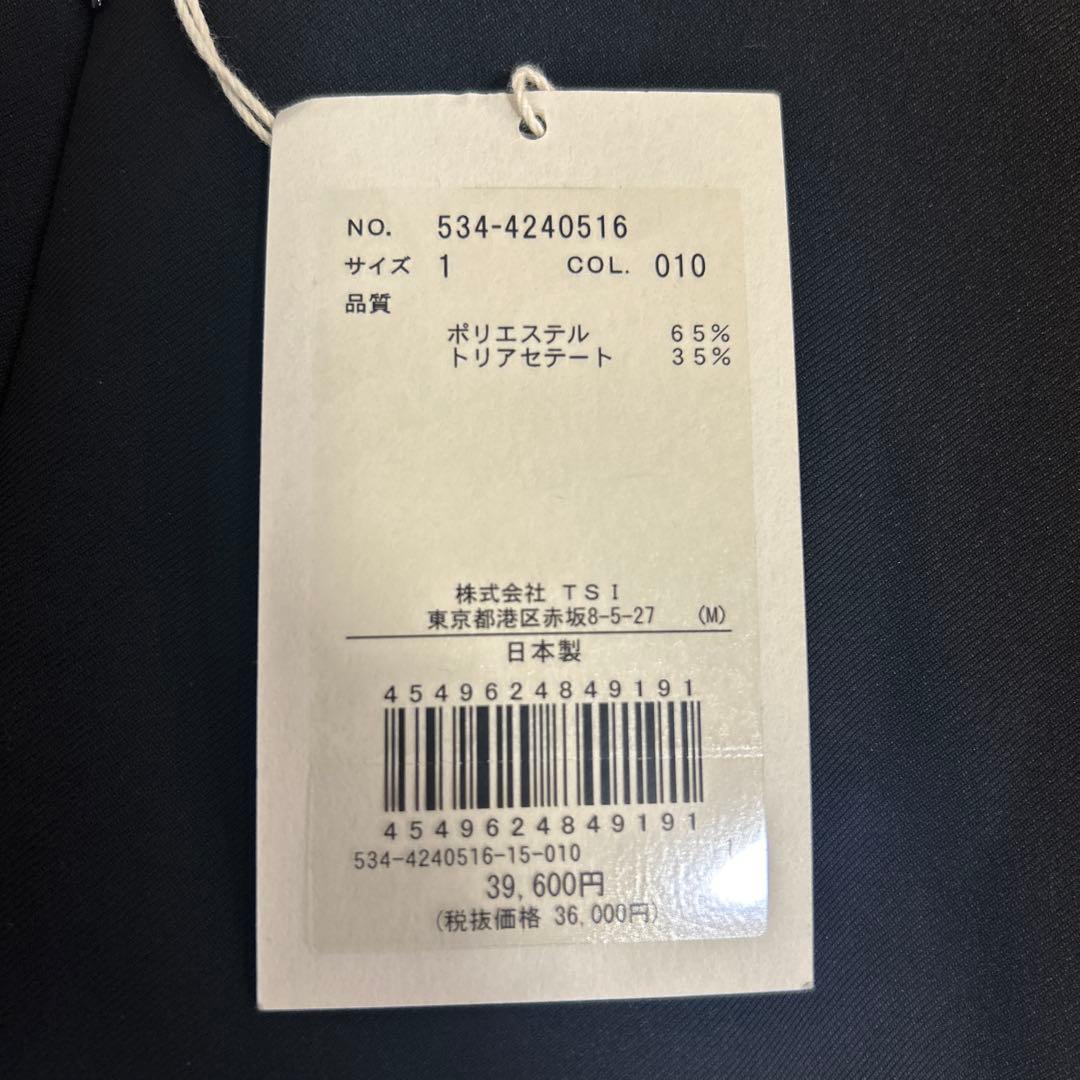 NO. 534-4240516
サイズ 1 COL. 010
品質
ポリエステル 65%
トリアセテート 35%
株式会社 TSI
東京都港区赤坂8-5-27 (M)
日本製
4549624849191
4549624849191
534-4240516-15-010 1
39,600円
(税抜価格 36,000円)